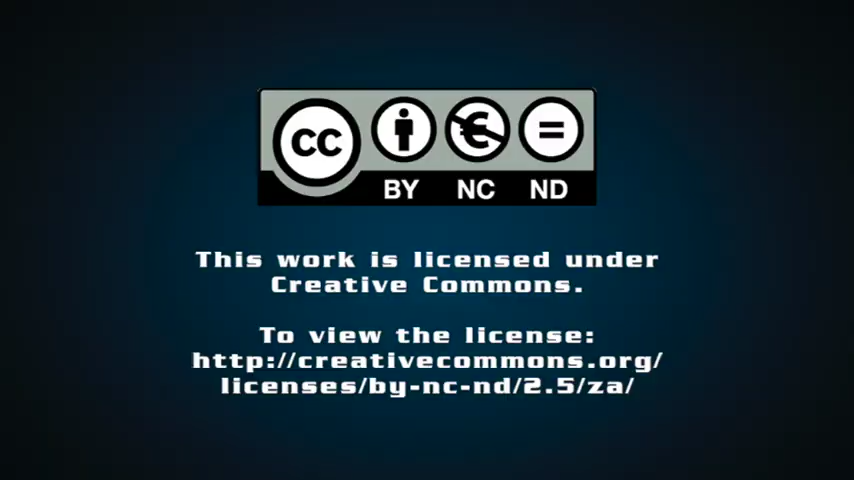 CC
BY NC ND
This work is licensed under
Creative Commons.
To view the license:
http://creativecommons.org/
licenses/by-nc-nd/2.5/za/